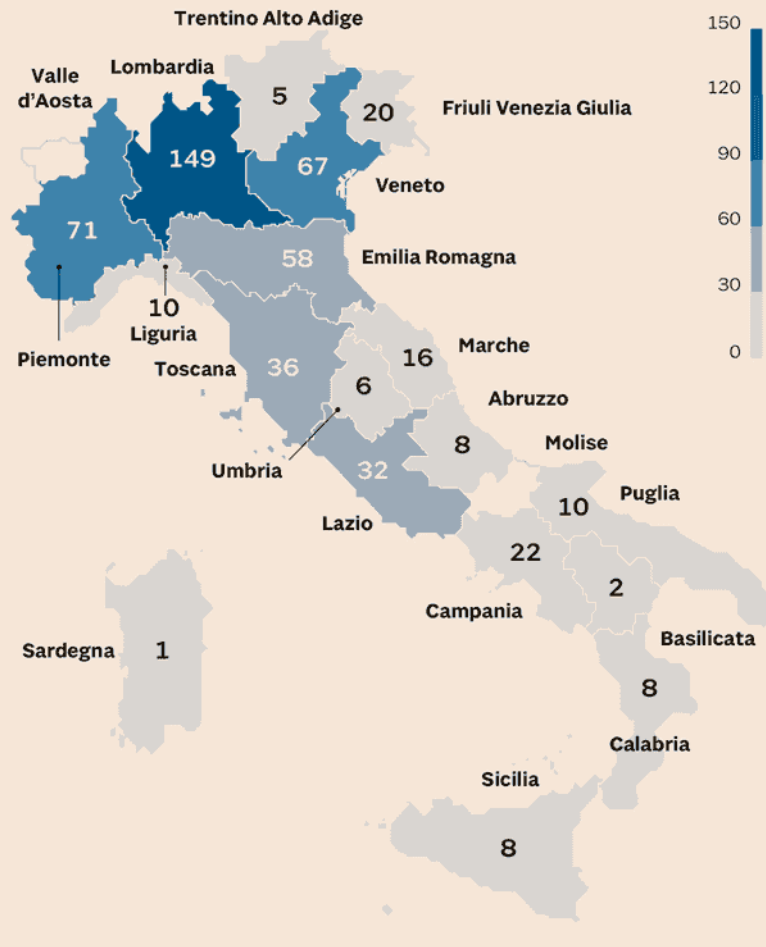 Trentino Alto Adige
150
Lombardia
Valle
d'Aosta
5
120
20
Friuli Venezia Giulia
149
67
90
Veneto
71
60
58
Emilia Romagna
30
10
Liguria
Piemonte
Toscana
36
16
Marche
0
6
Abruzzo
8
Molise
Umbria
32
Puglia
10
Lazio
22
2
Campania
Basilicata
Sardegna
1
8
Calabria
Sicilia
8